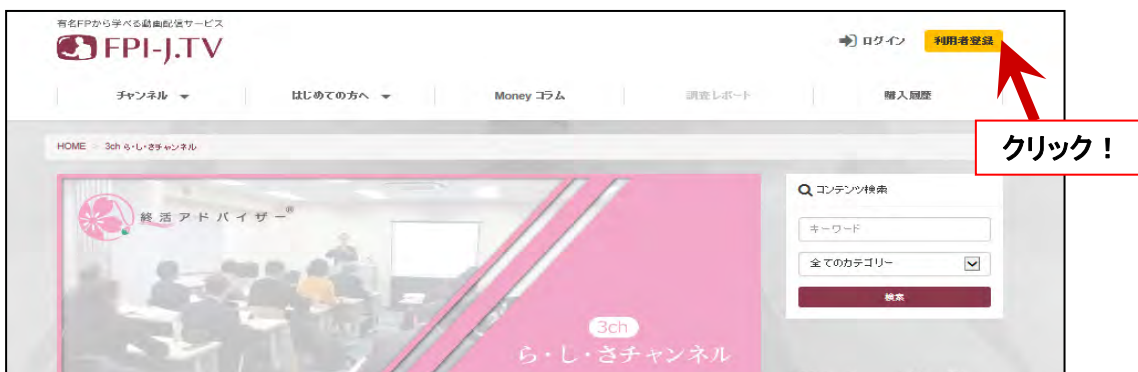 有名FPから学べる動画配信サービス
FPI-J.TV
ログイン 利用者登録
チャンネル はじめての方へ Money コラム 調査レポート 購入履歴
クリック！
HOME > 3ch ら・し・さチャンネル
コンテンツ検索
終活アドバイザー®
キーワード
全てのカテゴリー
検索
3ch
ら・し・さチャンネル